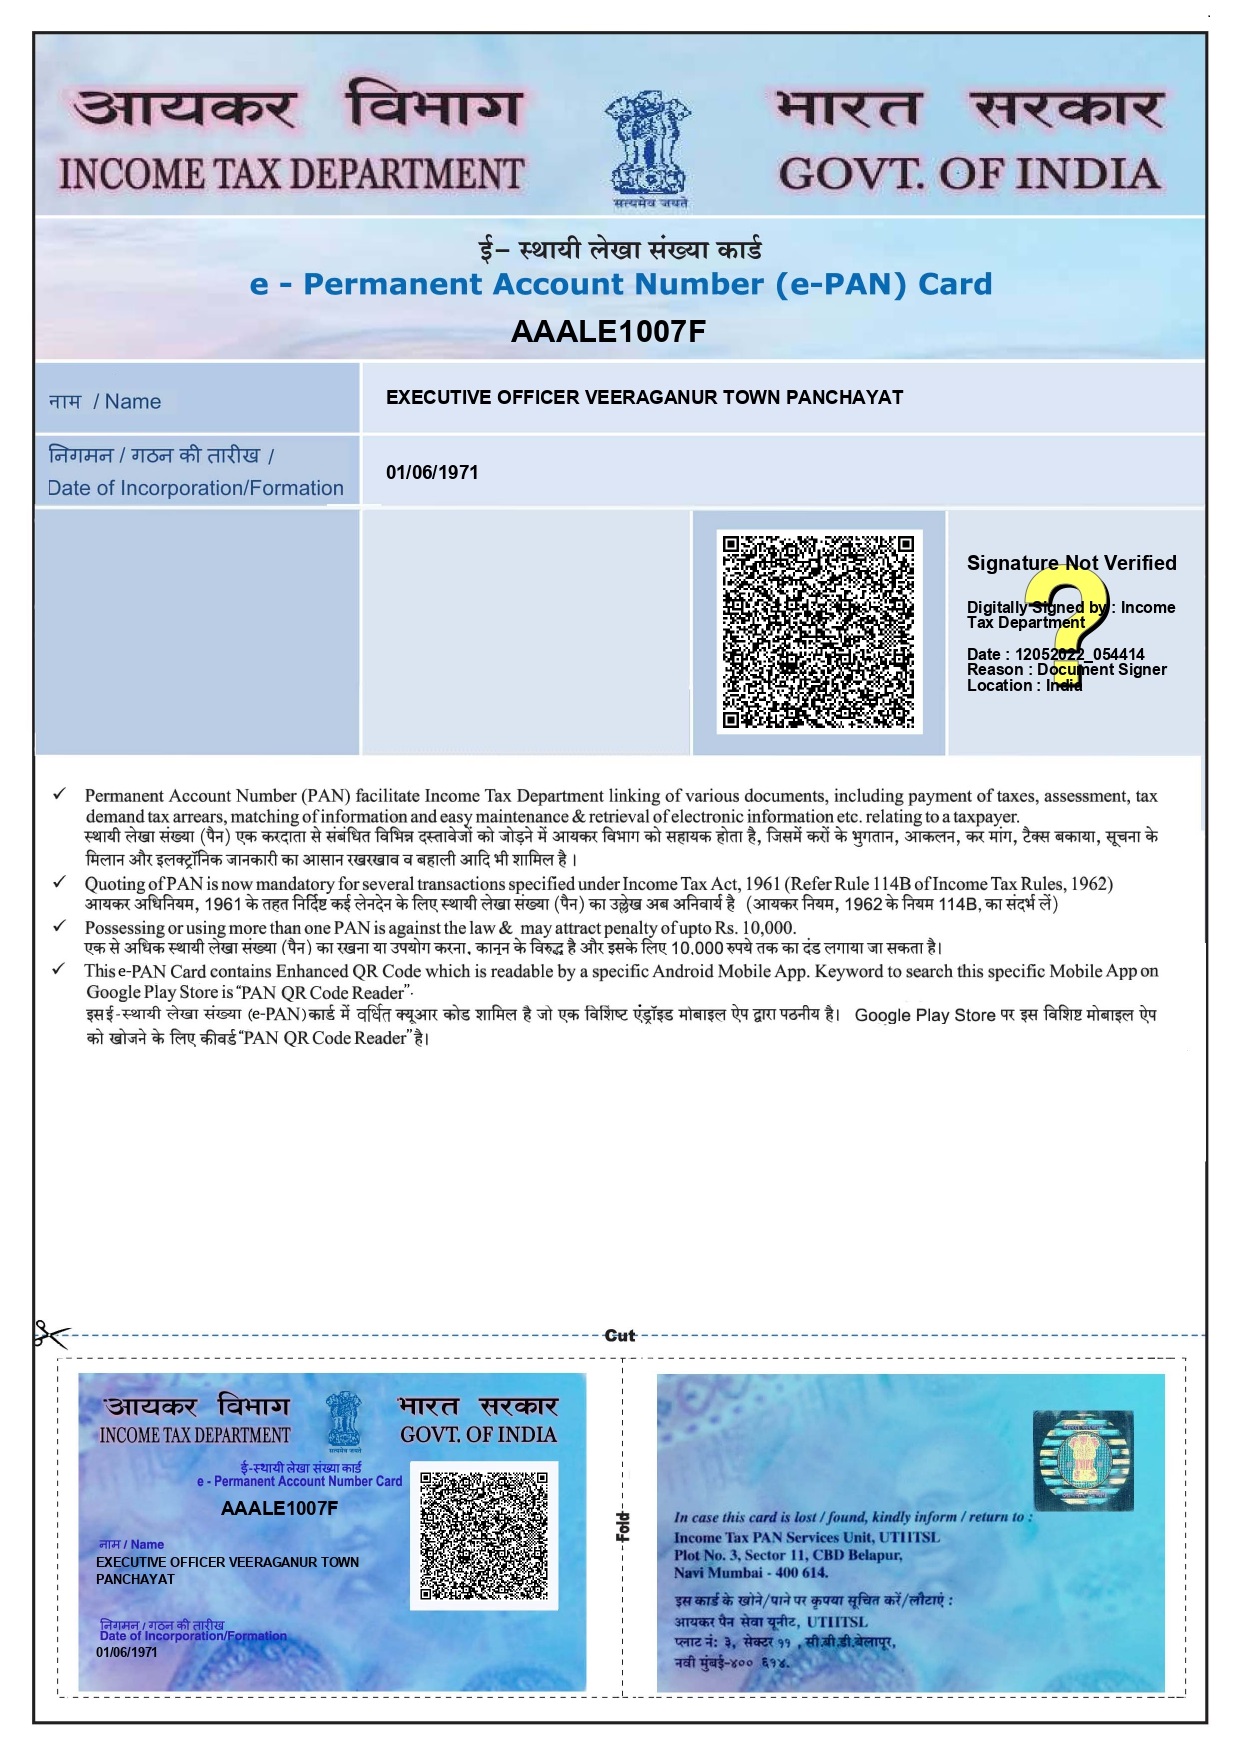 आयकर विभाग
INCOME TAX DEPARTMENT
सत्यमेव जयते
भारत सरकार
GOVT. OF INDIA
ई- स्थायी लेखा संख्या कार्ड
e - Permanent Account Number (e-PAN) Card
AAALE1007F
नाम / Name
EXECUTIVE OFFICER VEERAGANUR TOWN PANCHAYAT
निगमन / गठन की तारीख /
Date of Incorporation/Formation
01/06/1971
Signature Not Verified
Digitally Signed by : Income
Tax Department
Date : 12052022_054414
Reason : Document Signer
Location : India
✓ Permanent Account Number (PAN) facilitate Income Tax Department linking of various documents, including payment of taxes, assessment, tax
demand tax arrears, matching of information and easy maintenance & retrieval of electronic information etc. relating to a taxpayer.
स्थायी लेखा संख्या (पैन) एक करदाता से संबंधित विभिन्न दस्तावेजों को जोड़ने में आयकर विभाग को सहायक होता है, जिसमें करों के भुगतान, आकलन, कर मांग, टैक्स बकाया, सूचना के
मिलान और इलक्ट्रॉनिक जानकारी का आसान रखरखाव व बहाली आदि भी शामिल है ।
✓ Quoting of PAN is now mandatory for several transactions specified under Income Tax Act, 1961 (Refer Rule 114B of Income Tax Rules, 1962)
आयकर अधिनियम, 1961 के तहत निर्दिष्ट कई लेनदेन के लिए स्थायी लेखा संख्या (पैन) का उल्लेख अब अनिवार्य है (आयकर नियम, 1962 के नियम 114B, का संदर्भ लें)
✓ Possessing or using more than one PAN is against the law & may attract penalty of upto Rs. 10,000.
एक से अधिक स्थायी लेखा संख्या (पैन) का रखना या उपयोग करना, कानून के विरुद्ध है और इसके लिए 10,000 रुपये तक का दंड लगाया जा सकता है।
✓ This e-PAN Card contains Enhanced QR Code which is readable by a specific Android Mobile App. Keyword to search this specific Mobile App on
Google Play Store is "PAN QR Code Reader".
इस ई-स्थायी लेखा संख्या (e-PAN) कार्ड में वर्धित क्यूआर कोड शामिल है जो एक विशिष्ट एंड्रॉइड मोबाइल ऐप द्वारा पठनीय है। Google Play Store पर इस विशिष्ट मोबाइल ऐप
को खोजने के लिए कीवर्ड "PAN QR Code Reader" है।
Cut
आयकर विभाग
INCOME TAX DEPARTMENT
सत्यमेव जयते
भारत सरकार
GOVT. OF INDIA
ई-स्थायी लेखा संख्या कार्ड
e - Permanent Account Number Card
AAALE1007F
नाम / Name
EXECUTIVE OFFICER VEERAGANUR TOWN
PANCHAYAT
निगमन / गठन की तारीख
Date of Incorporation/Formation
01/06/1971
Fold
In case this card is lost / found, kindly inform / return to :
Income Tax PAN Services Unit, UTIITSL
Plot No. 3, Sector 11, CBD Belapur,
Navi Mumbai - 400 614.
इस कार्ड के खोने/पाने पर कृपया सूचित करें/लौटाएं :
आयकर पैन सेवा यूनीट, UTIITSL
प्लाट नं: ३, सेक्टर ११ , सी.बी.डी.बेलापूर,
नवी मुंबई-४०० ६१४.